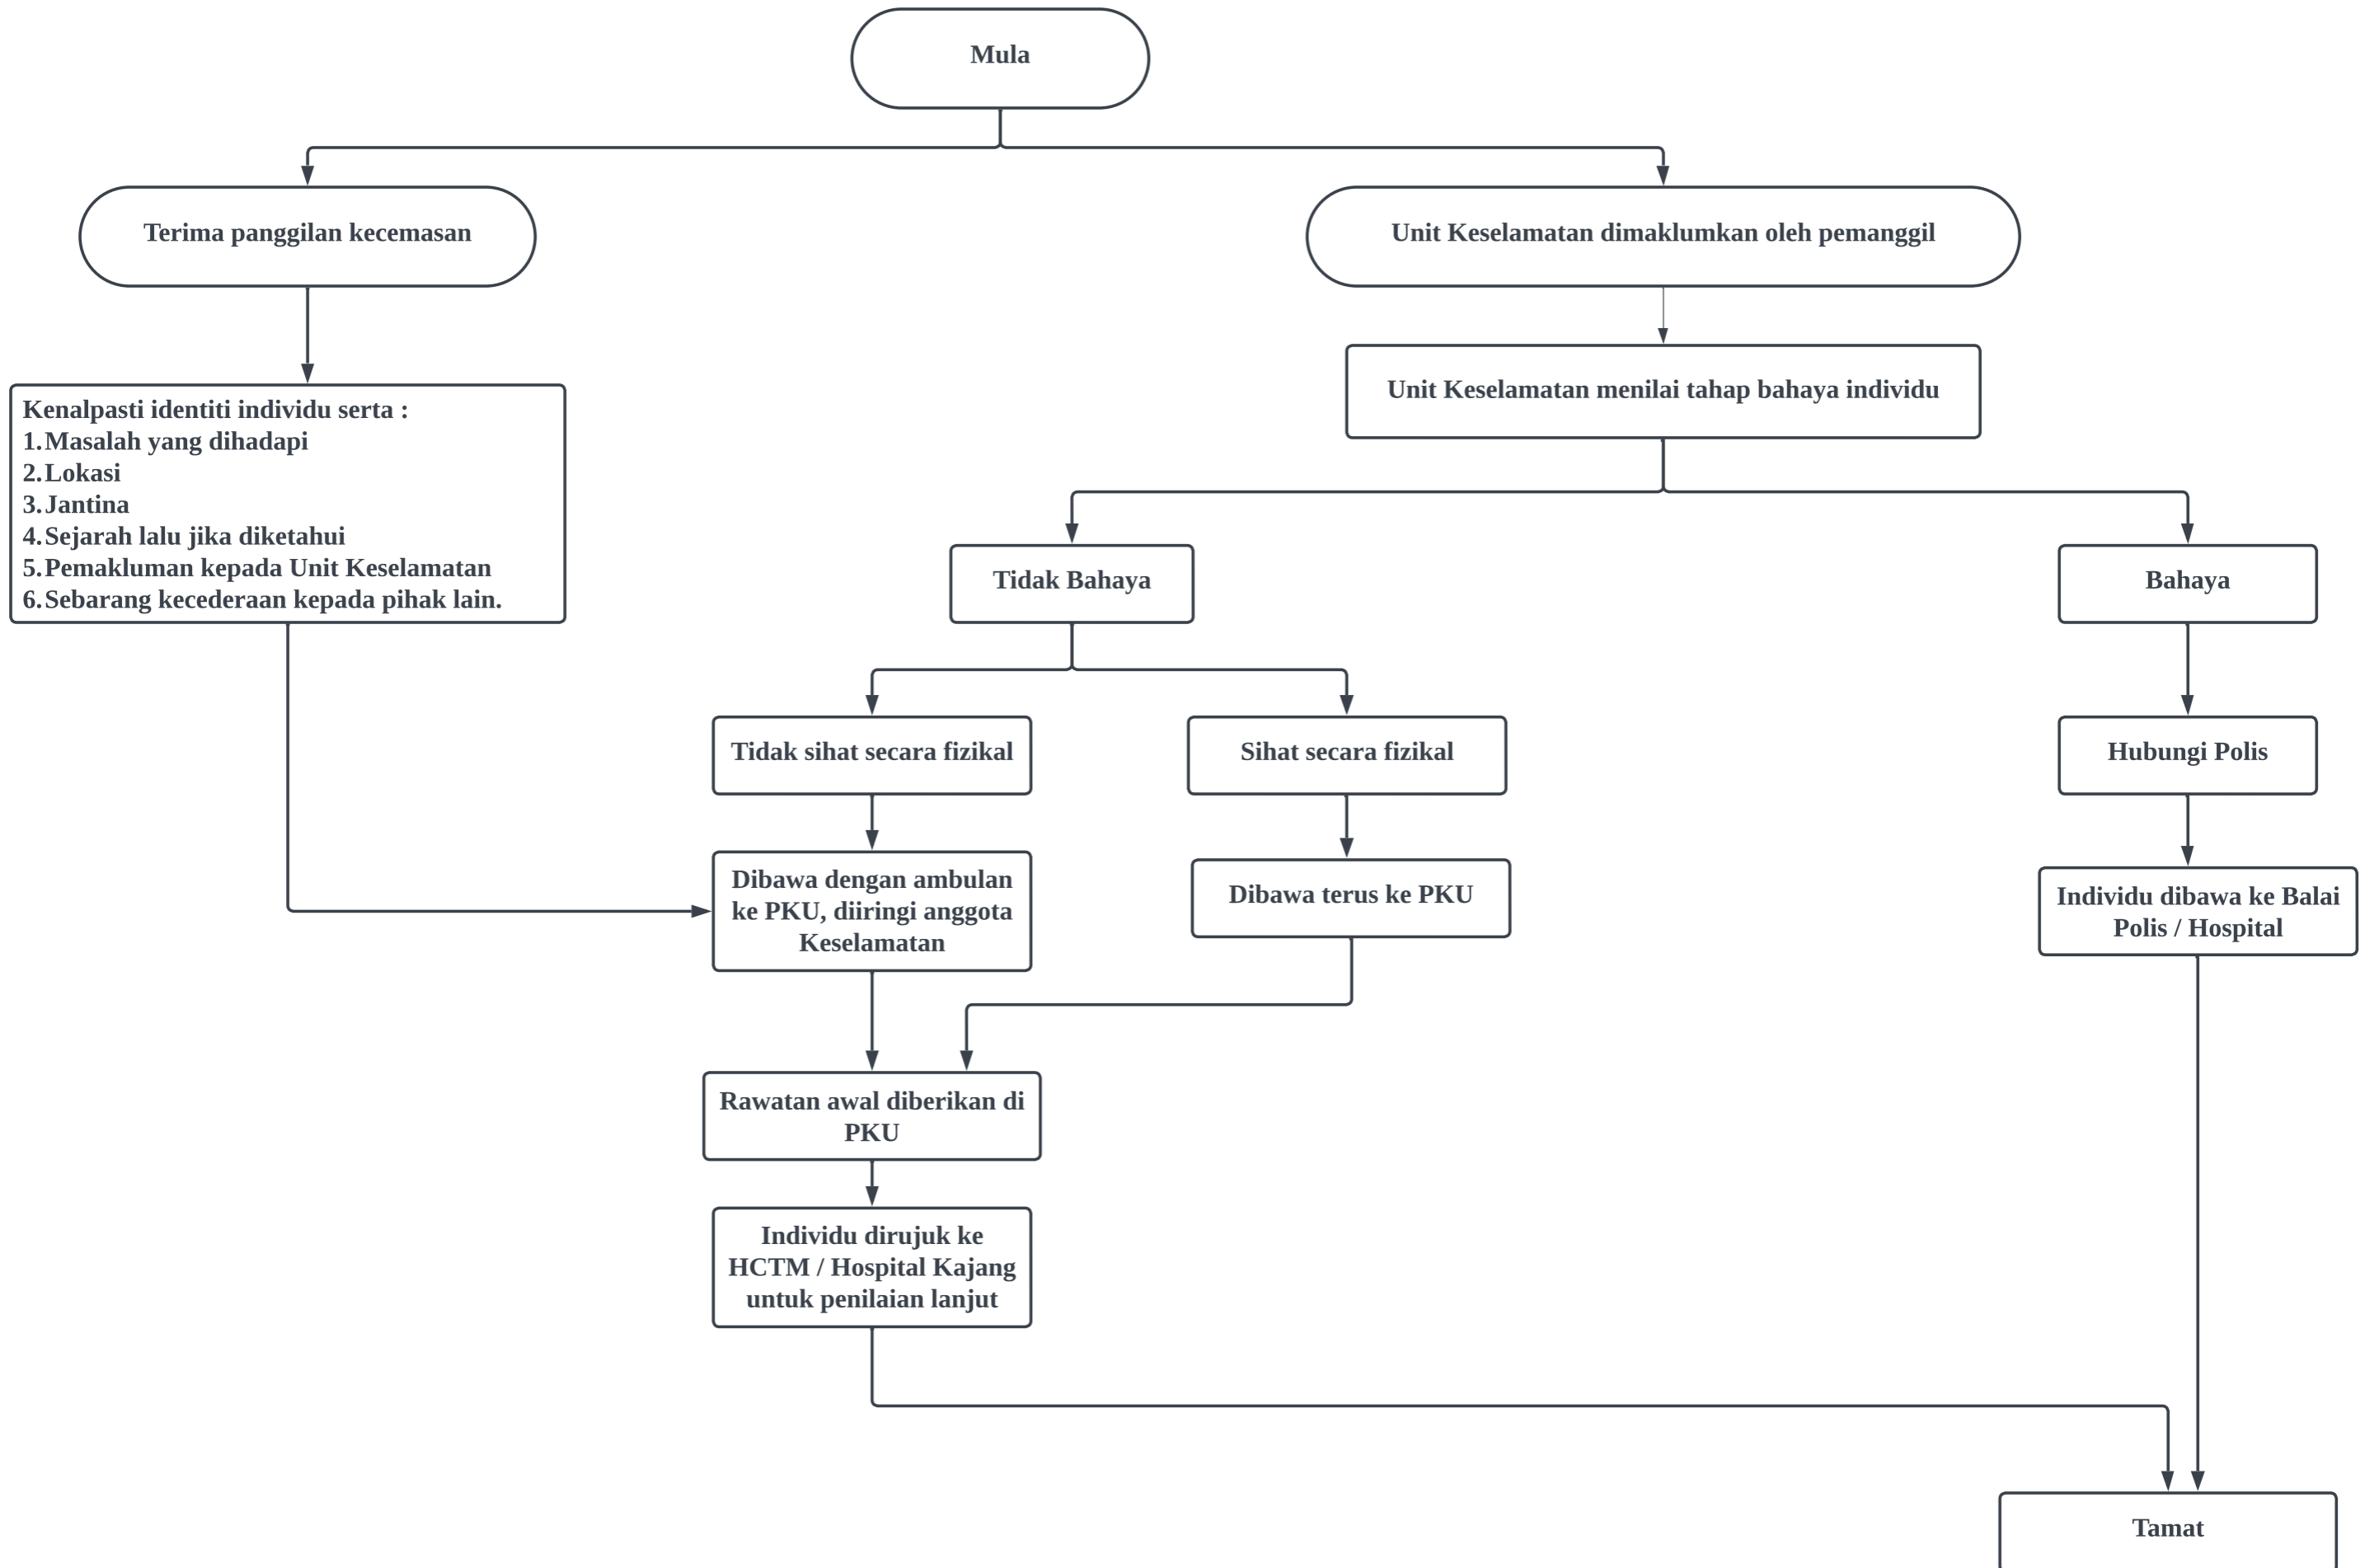 Mula
Terima panggilan kecemasan
Unit Keselamatan dimaklumkan oleh pemanggil
Kenalpasti identiti individu serta :
1.Masalah yang dihadapi
2.Lokasi
3.Jantina
4.Sejarah lalu jika diketahui
5.Pemakluman kepada Unit Keselamatan
6.Sebarang kecederaan kepada pihak lain.
Unit Keselamatan menilai tahap bahaya individu
Tidak Bahaya
Bahaya
Tidak sihat secara fizikal
Sihat secara fizikal
Hubungi Polis
Dibawa dengan ambulan
ke PKU, diiringi anggota
Keselamatan
Dibawa terus ke PKU
Individu dibawa ke Balai
Polis / Hospital
Rawatan awal diberikan di
PKU
Individu dirujuk ke
HCTM / Hospital Kajang
untuk penilaian lanjut
Tamat